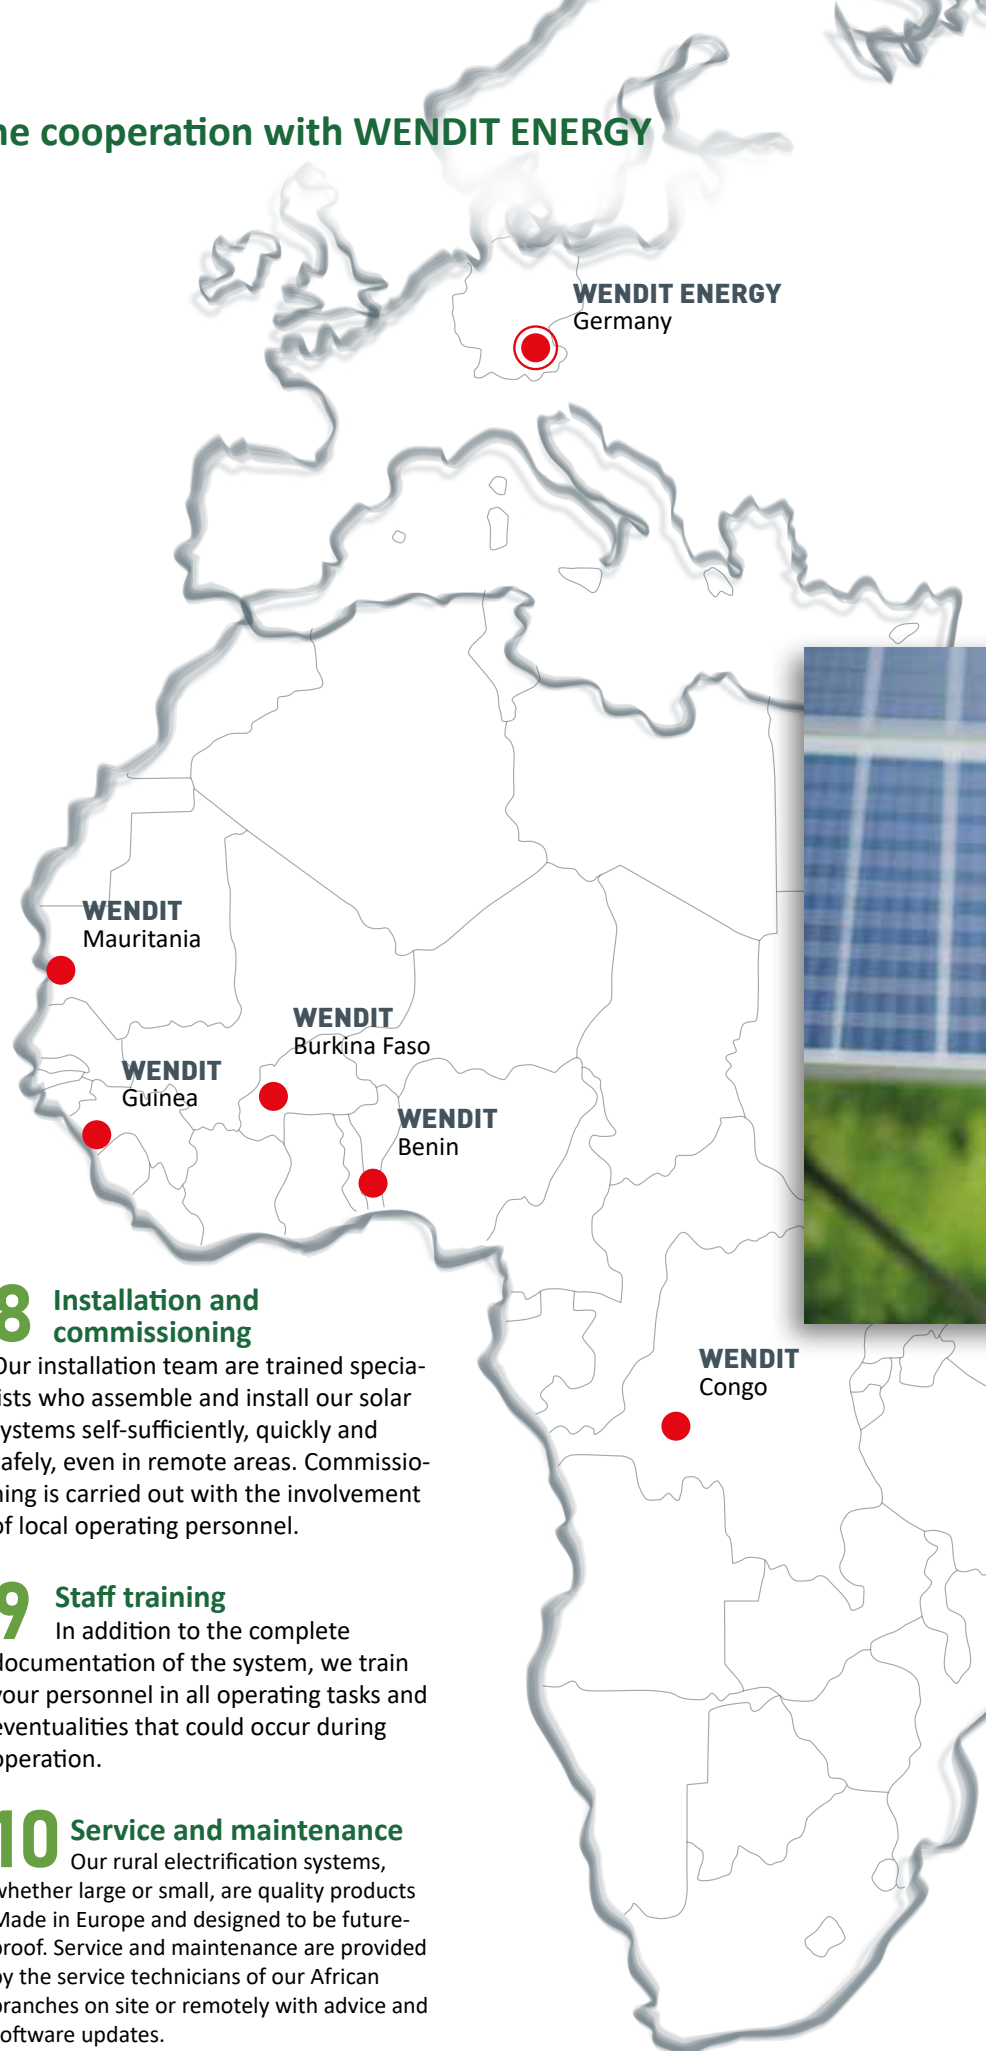 he cooperation with WENDIT ENERGY
WENDIT ENERGY
Germany
WENDIT
Mauritania
WENDIT
Burkina Faso
WENDIT
Guinea
WENDIT
Benin
WENDIT
Congo
8 Installation and
commissioning
Our installation team are trained specia-
ists who assemble and install our solar
ystems self-sufficiently, quickly and
afely, even in remote areas. Commissio-
ning is carried out with the involvement
of local operating personnel.
9 Staff training
In addition to the complete
documentation of the system, we train
your personnel in all operating tasks and
eventualities that could occur during
operation.
10 Service and maintenance
Our rural electrification systems,
whether large or small, are quality products
Made in Europe and designed to be future-
proof. Service and maintenance are provided
by the service technicians of our African
branches on site or remotely with advice and
software updates.